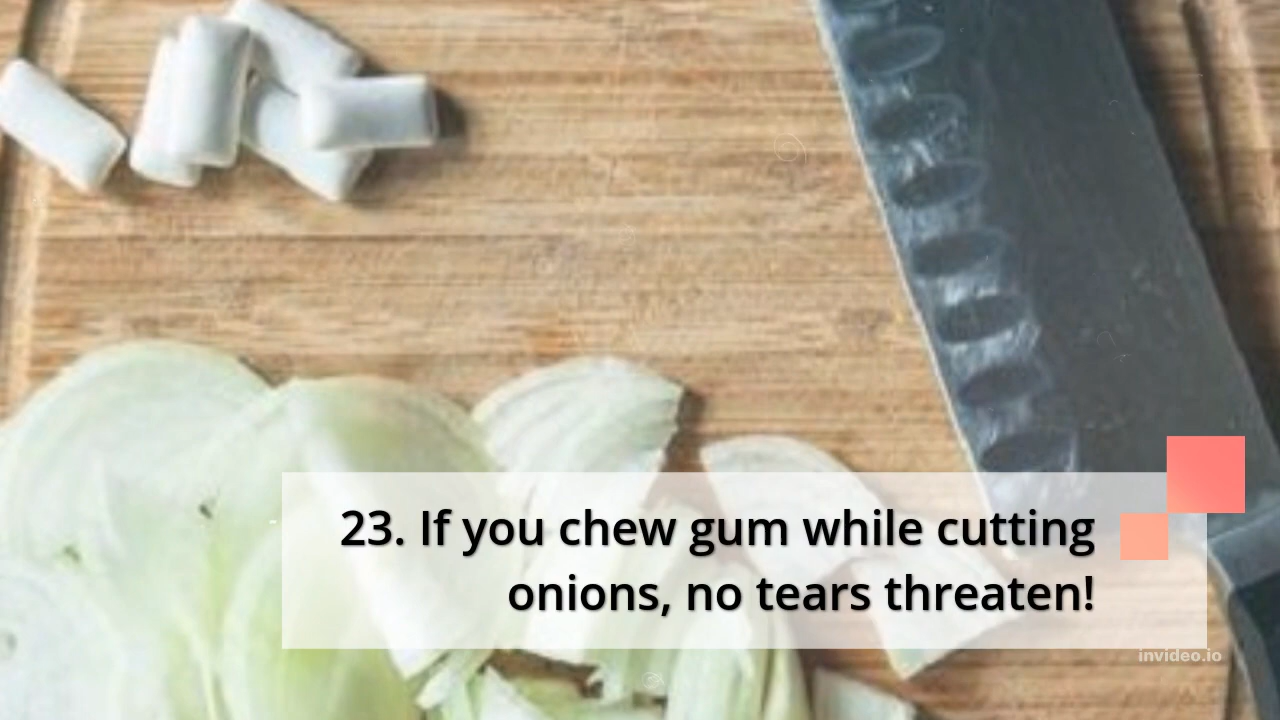 23. If you chew gum while cutting
onions, no tears threaten!
invideo.io